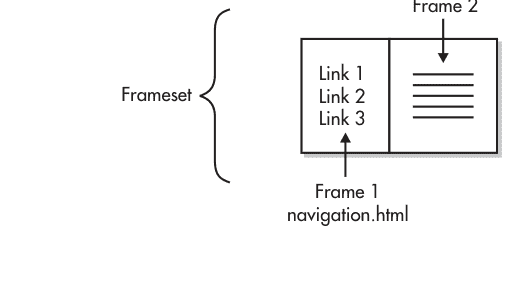 Frame 2
Link 1
Frameset
Link 2
Link 3
Frame 1
navigation.html